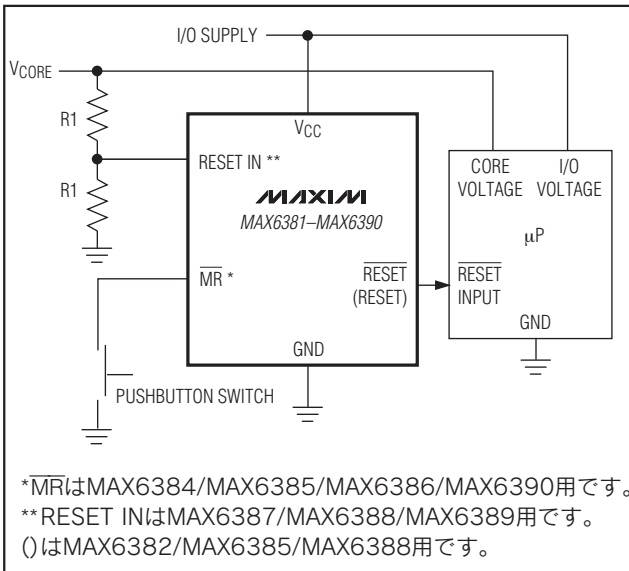 I/O SUPPLY
VCORE
R1
R1
VCC
RESET IN **
MAXIM
MAX6381–MAX6390
MR *
RESET
(RESET)
GND
CORE VOLTAGE
I/O VOLTAGE
µP
RESET INPUT
GND
PUSHBUTTON SWITCH
*MRはMAX6384/MAX6385/MAX6386/MAX6390用です。
**RESET INはMAX6387/MAX6388/MAX6389用です。
()はMAX6382/MAX6385/MAX6388用です。